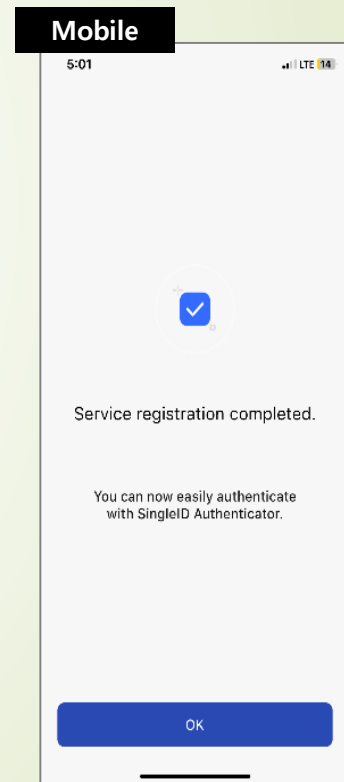 Mobile
5:01 LTE 14
Service registration completed.
You can now easily authenticate
with SingleID Authenticator.
OK